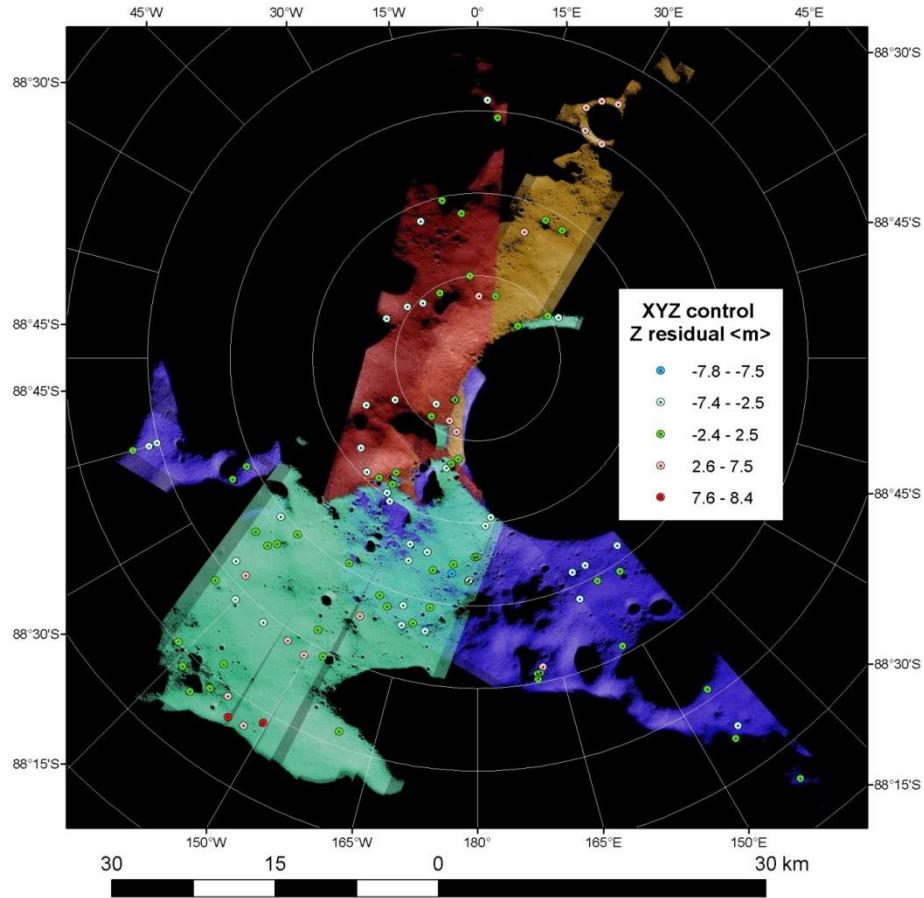 45°W 30°W 15°W 0° 15°E 30°E 45°E
88°30'S 88°30'S
88°45'S 88°45'S
XYZ control
Z residual <m>
-7.8 - -7.5
-7.4 - -2.5
-2.4 - 2.5
2.6 - 7.5
7.6 - 8.4
88°45'S
88°45'S
88°45'S
88°30'S 88°30'S
88°15'S 88°15'S
150°W 165°W 180° 165°E 150°E
30 15 0 30 km